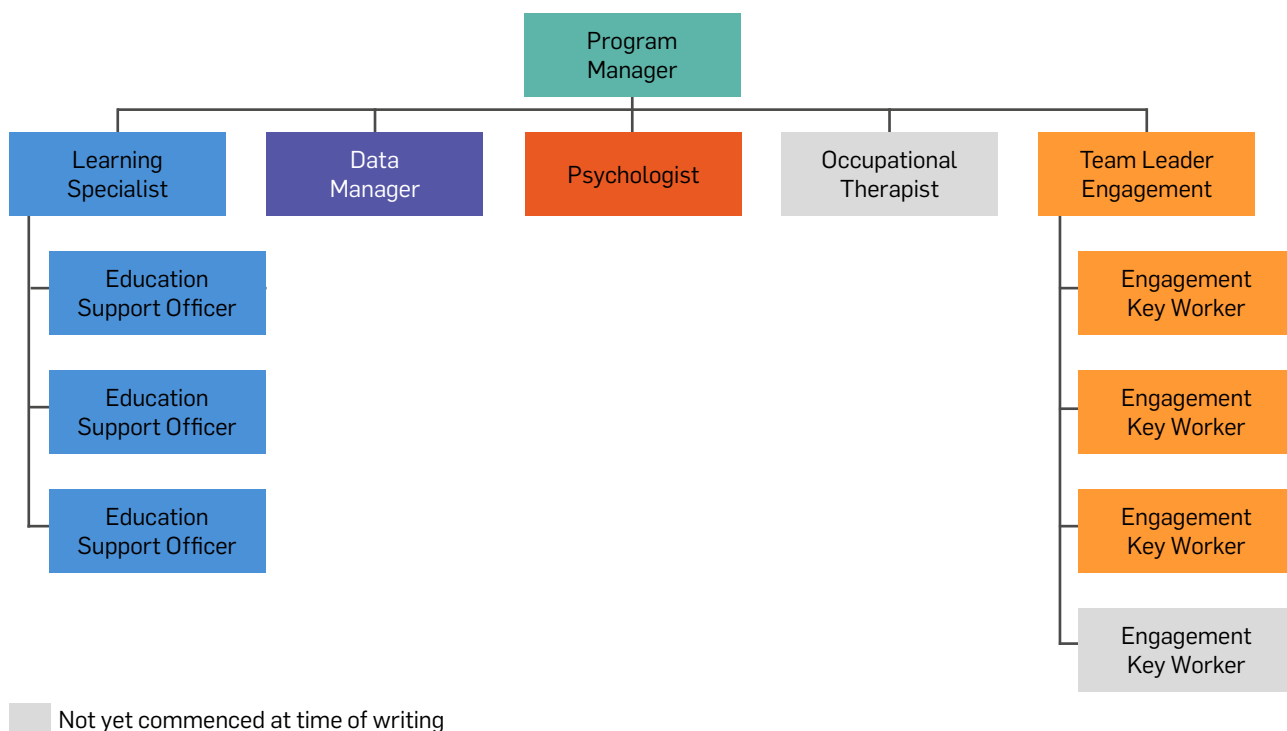 Program
Manager
Learning
Specialist
Data
Manager
Psychologist
Occupational
Therapist
Team Leader
Engagement
Education
Support Officer
Education
Support Officer
Education
Support Officer
Engagement
Key Worker
Engagement
Key Worker
Engagement
Key Worker
Engagement
Key Worker
Not yet commenced at time of writing